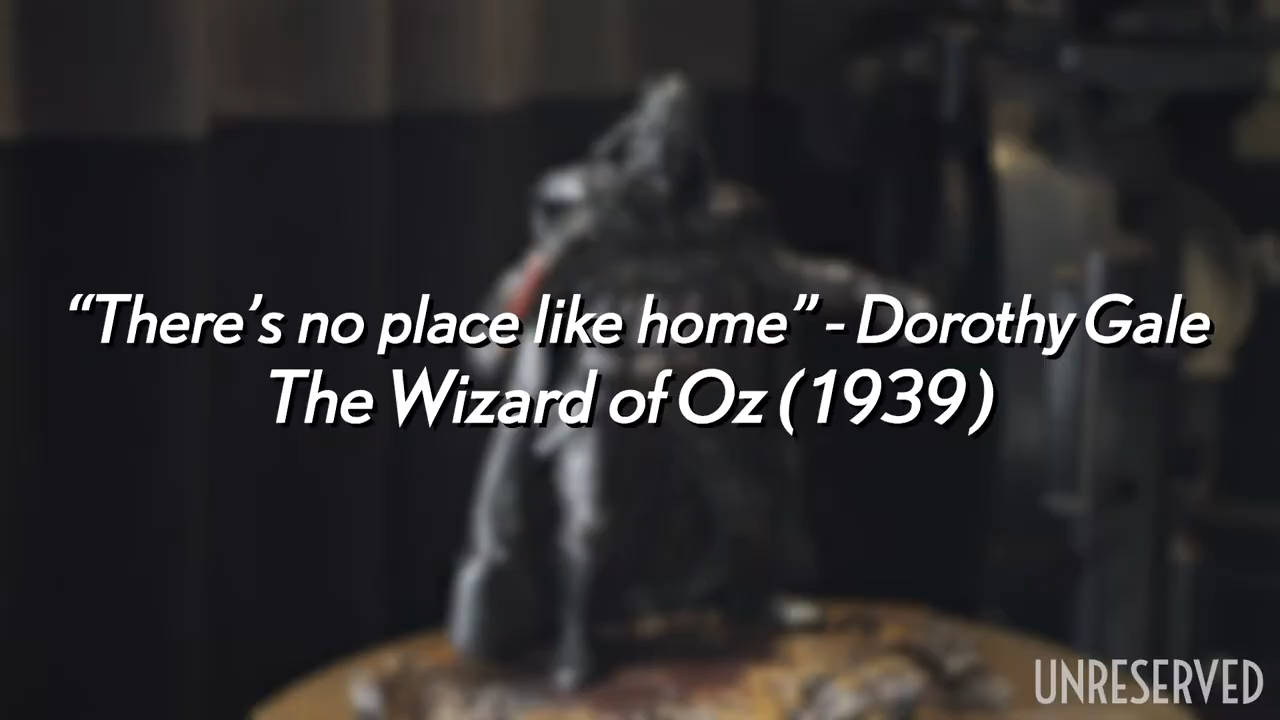 “There’s no place like home” - Dorothy Gale
The Wizard of Oz (1939)
UNRESERVED